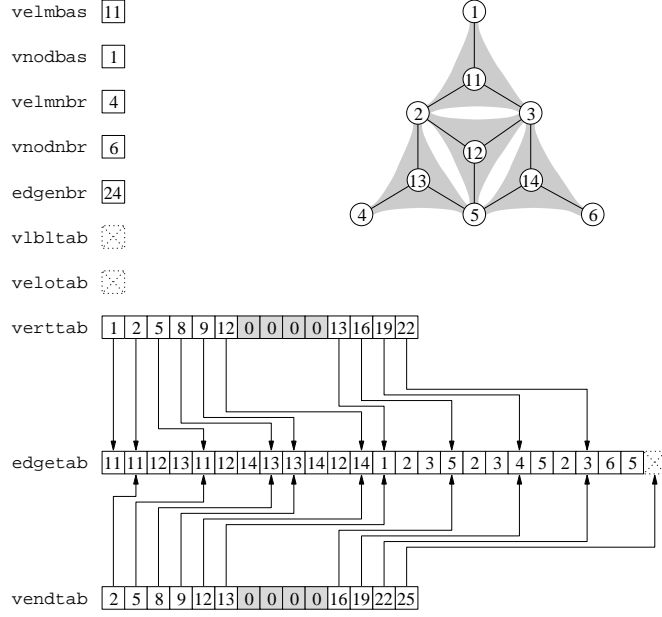 velmbas 11
vnodbas 1
velmnbr 4
vnodnbr 6
edgenbr 24
vlbltab
velotab
1
11
2 3
12
13 14
4 5 6
verttab 1 2 5 8 9 12 0 0 0 0 13 16 19 22
edgetab 11 11 12 13 11 12 14 13 13 14 12 14 1 2 3 5 2 3 4 5 2 3 6 5
vendtab 2 5 8 9 12 13 0 0 0 0 16 19 22 25